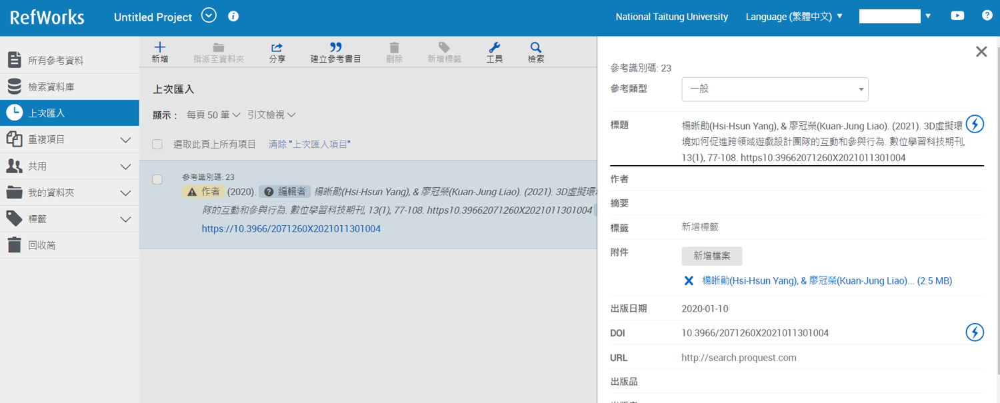 RefWorks
Untitled Project
National Taitung University
Language (繁體中文)
所有參考資料
檢索資料庫
上次匯入
重複項目
共用
我的資料夾
標籤
回收筒
新增
指派至資料夾
分享
建立參考書目
刪除
新增標籤
工具
檢索
上次匯入
顯示： 每頁 50 筆 引文檢視
選取此頁上所有項目 清除 "上次匯入項目"
參考識別碼: 23
作者 (2020). 編輯者 楊晰勛(Hsi-Hsun Yang), & 廖冠榮(Kuan-Jung Liao). (2021). 3D虛擬環
隊的互動和參與行為. 數位學習科技期刊, 13(1), 77-108. https10.39662071260X2021011301004
https://10.3966/2071260X2021011301004
參考識別碼: 23
參考類型 一般
標題 楊晰勛(Hsi-Hsun Yang), & 廖冠榮(Kuan-Jung Liao). (2021). 3D虛擬環
境如何促進跨領域遊戲設計團隊的互動和參與行為. 數位學習科技期刊,
13(1), 77-108. https10.39662071260X2021011301004
作者
摘要
標籤 新增標籤
附件 新增檔案
楊晰勛(Hsi-Hsun Yang), & 廖冠榮(Kuan-Jung Liao)... (2.5 MB)
出版日期 2020-01-10
DOI 10.3966/2071260X2021011301004
URL http://search.proquest.com
出版品